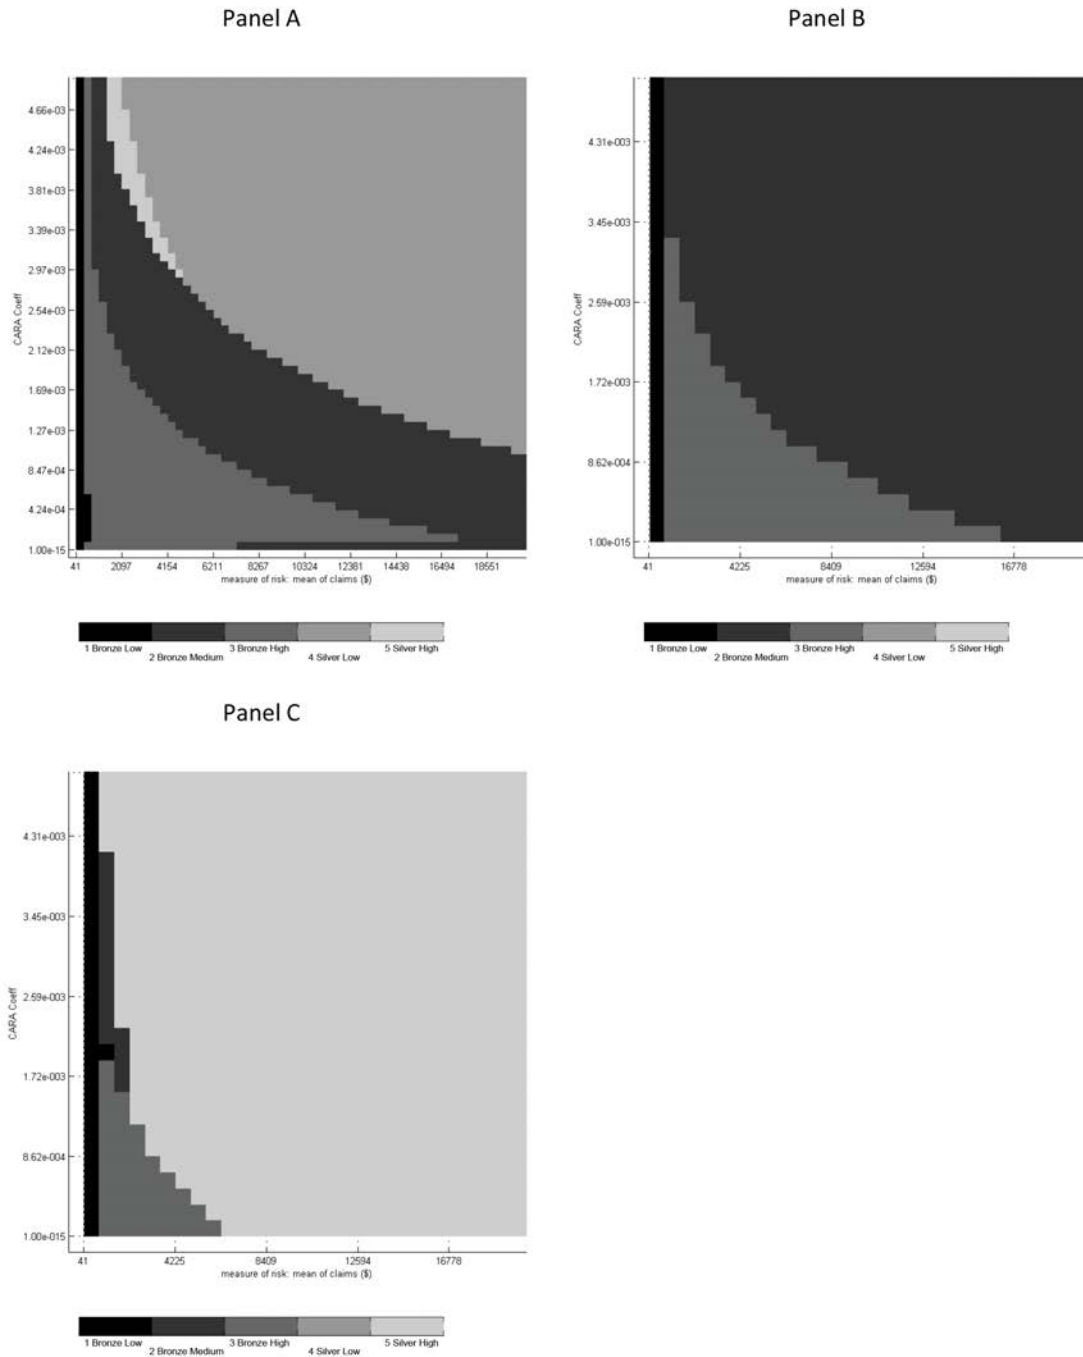 Panel A
Panel B
4.66e-03
4.24e-03
3.81e-03
3.39e-03
2.97e-03
2.54e-03
2.12e-03
1.69e-03
1.27e-03
8.47e-04
4.24e-04
1.00e-15
CARA Coeff
41 2097 4154 6211 8267 10324 12381 14438 16494 18551
measure of risk: mean of claims ($)
1 Bronze Low 3 Bronze High 5 Silver High
2 Bronze Medium 4 Silver Low
4.31e-003
3.45e-003
2.59e-003
1.72e-003
8.62e-004
1.00e-015
CARA Coeff
41 4225 8409 12594 16778
measure of risk: mean of claims ($)
1 Bronze Low 3 Bronze High 5 Silver High
2 Bronze Medium 4 Silver Low
Panel C
4.31e-003
3.45e-003
2.59e-003
1.72e-003
8.62e-004
1.00e-015
CARA Coeff
41 4225 8409 12594 16778
measure of risk: mean of claims ($)
1 Bronze Low 3 Bronze High 5 Silver High
2 Bronze Medium 4 Silver Low